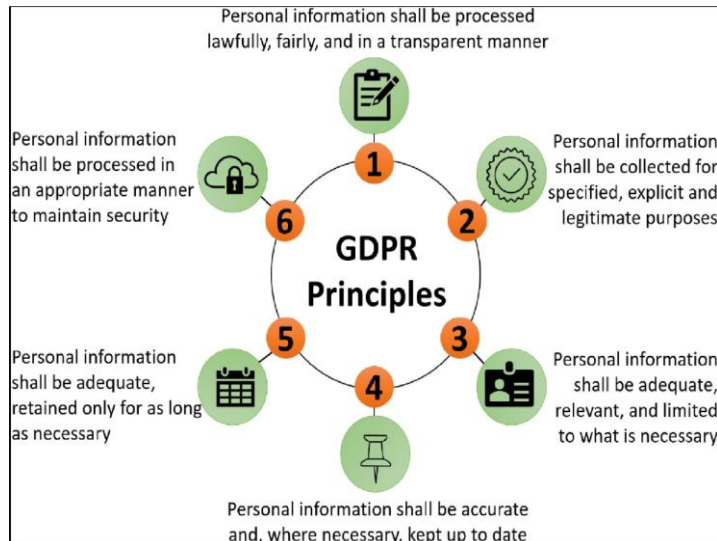 Personal information shall be processed
lawfully, fairly, and in a transparent manner
1
Personal information
shall be collected for
specified, explicit and
legitimate purposes
2
Personal information
shall be adequate,
relevant, and limited
to what is necessary
3
Personal information shall be accurate
and, where necessary, kept up to date
4
Personal information
shall be adequate,
retained only for as long
as necessary
5
Personal information
shall be processed in
an appropriate manner
to maintain security
6
GDPR
Principles